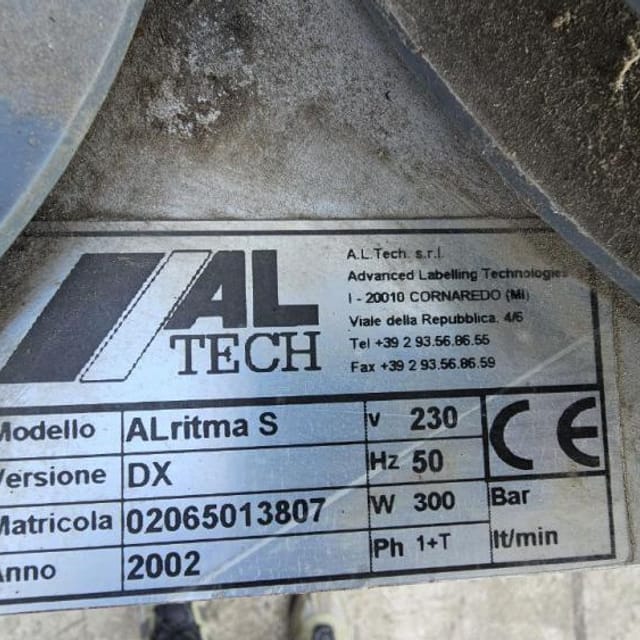 AL
TECH
A.L.Tech. s.r.l.
Advanced Labelling Technologies
I - 20010 CORNAREDO (MI)
Viale della Repubblica, 4/6
Tel +39 2 93.56.86.55
Fax +39 2 93.56.86.59
Modello ALritma S V 230 CE
Versione DX Hz 50
Matricola 02065013807 W 300 Bar
Anno 2002 Ph 1+T lt/min